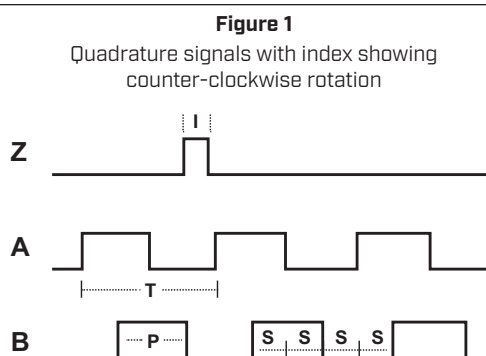 Figure 1
Quadrature signals with index showing
counter-clockwise rotation
I
Z
A
T
B
P
S S S S